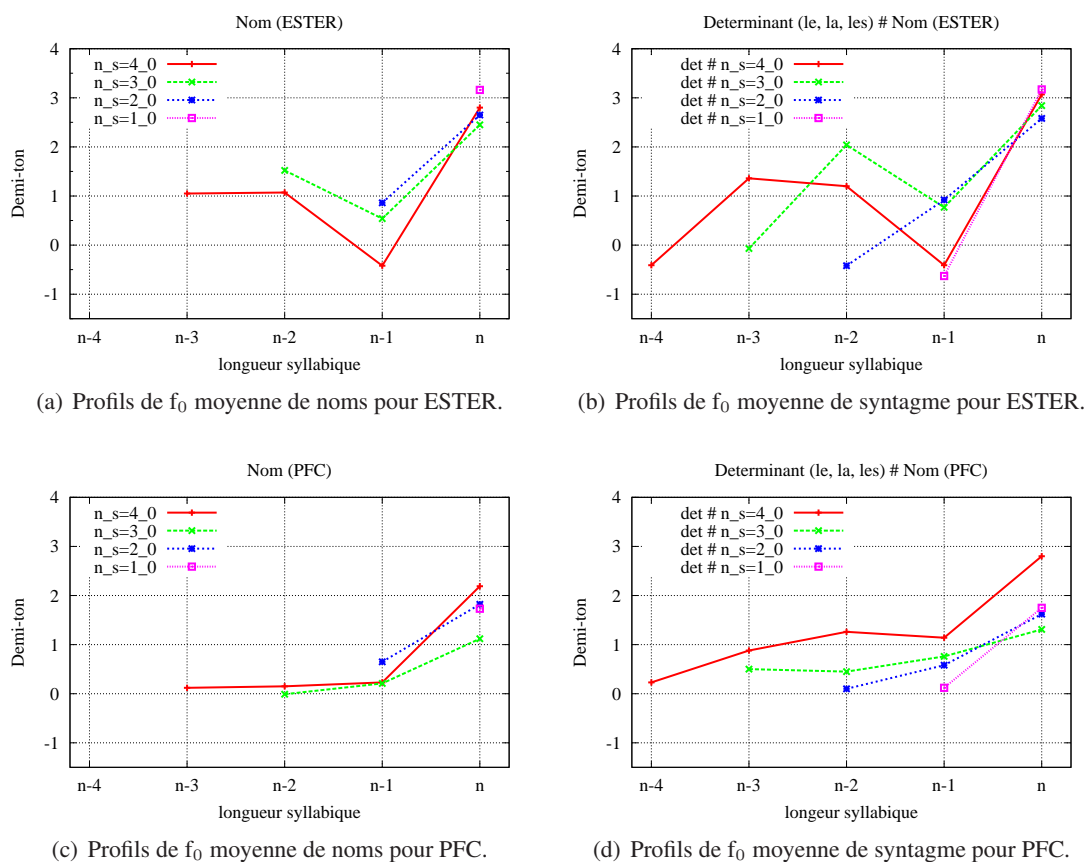 Nom (ESTER)
4
3
2
1
0
-1
Demi-ton
n_s=4_0
n_s=3_0
n_s=2_0
n_s=1_0
n-4 n-3 n-2 n-1 n
longueur syllabique
(a) Profils de f0 moyenne de noms pour ESTER.
Determinant (le, la, les) # Nom (ESTER)
4
3
2
1
0
-1
Demi-ton
det # n_s=4_0
det # n_s=3_0
det # n_s=2_0
det # n_s=1_0
n-4 n-3 n-2 n-1 n
longueur syllabique
(b) Profils de f0 moyenne de syntagme pour ESTER.
Nom (PFC)
4
3
2
1
0
-1
Demi-ton
n_s=4_0
n_s=3_0
n_s=2_0
n_s=1_0
n-4 n-3 n-2 n-1 n
longueur syllabique
(c) Profils de f0 moyenne de noms pour PFC.
Determinant (le, la, les) # Nom (PFC)
4
3
2
1
0
-1
Demi-ton
det # n_s=4_0
det # n_s=3_0
det # n_s=2_0
det # n_s=1_0
n-4 n-3 n-2 n-1 n
longueur syllabique
(d) Profils de f0 moyenne de syntagme pour PFC.